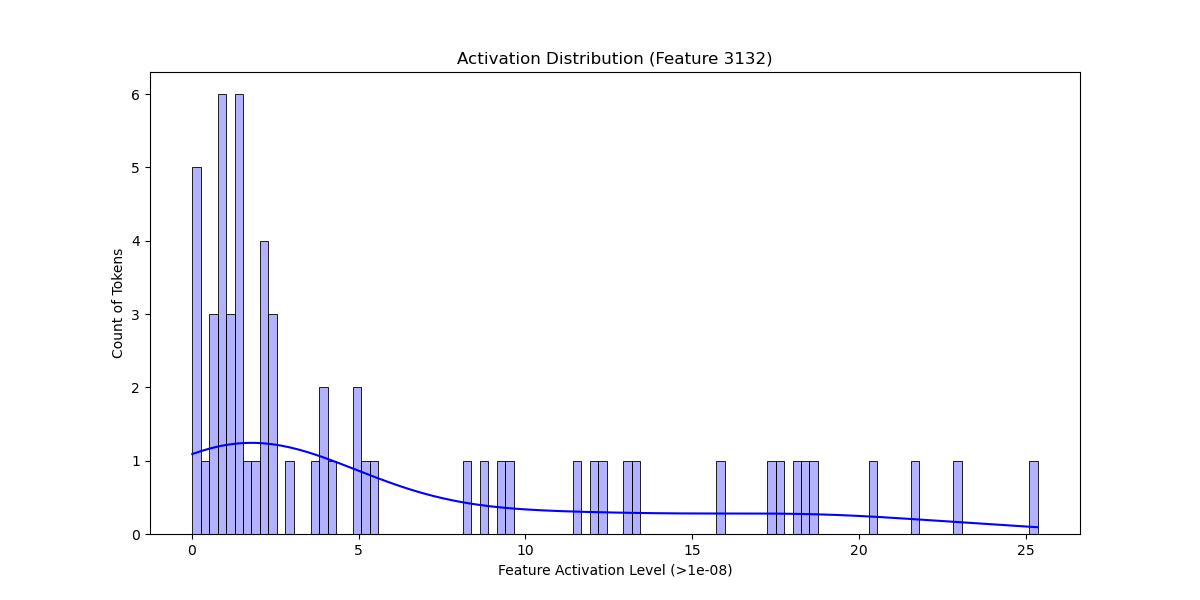 Activation Distribution (Feature 3132)
6
5
4
3
2
1
0
Count of Tokens
0 5 10 15 20 25
Feature Activation Level (>1e-08)